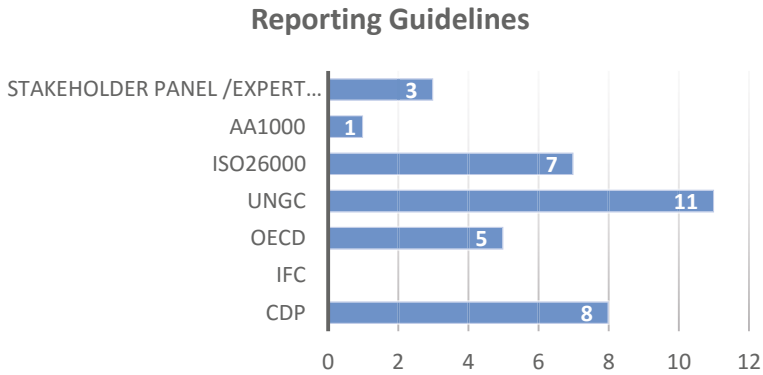 Reporting Guidelines
STAKEHOLDER PANEL /EXPERT... 3
AA1000 1
ISO26000 7
UNGC 11
OECD 5
IFC
CDP 8
0 2 4 6 8 10 12